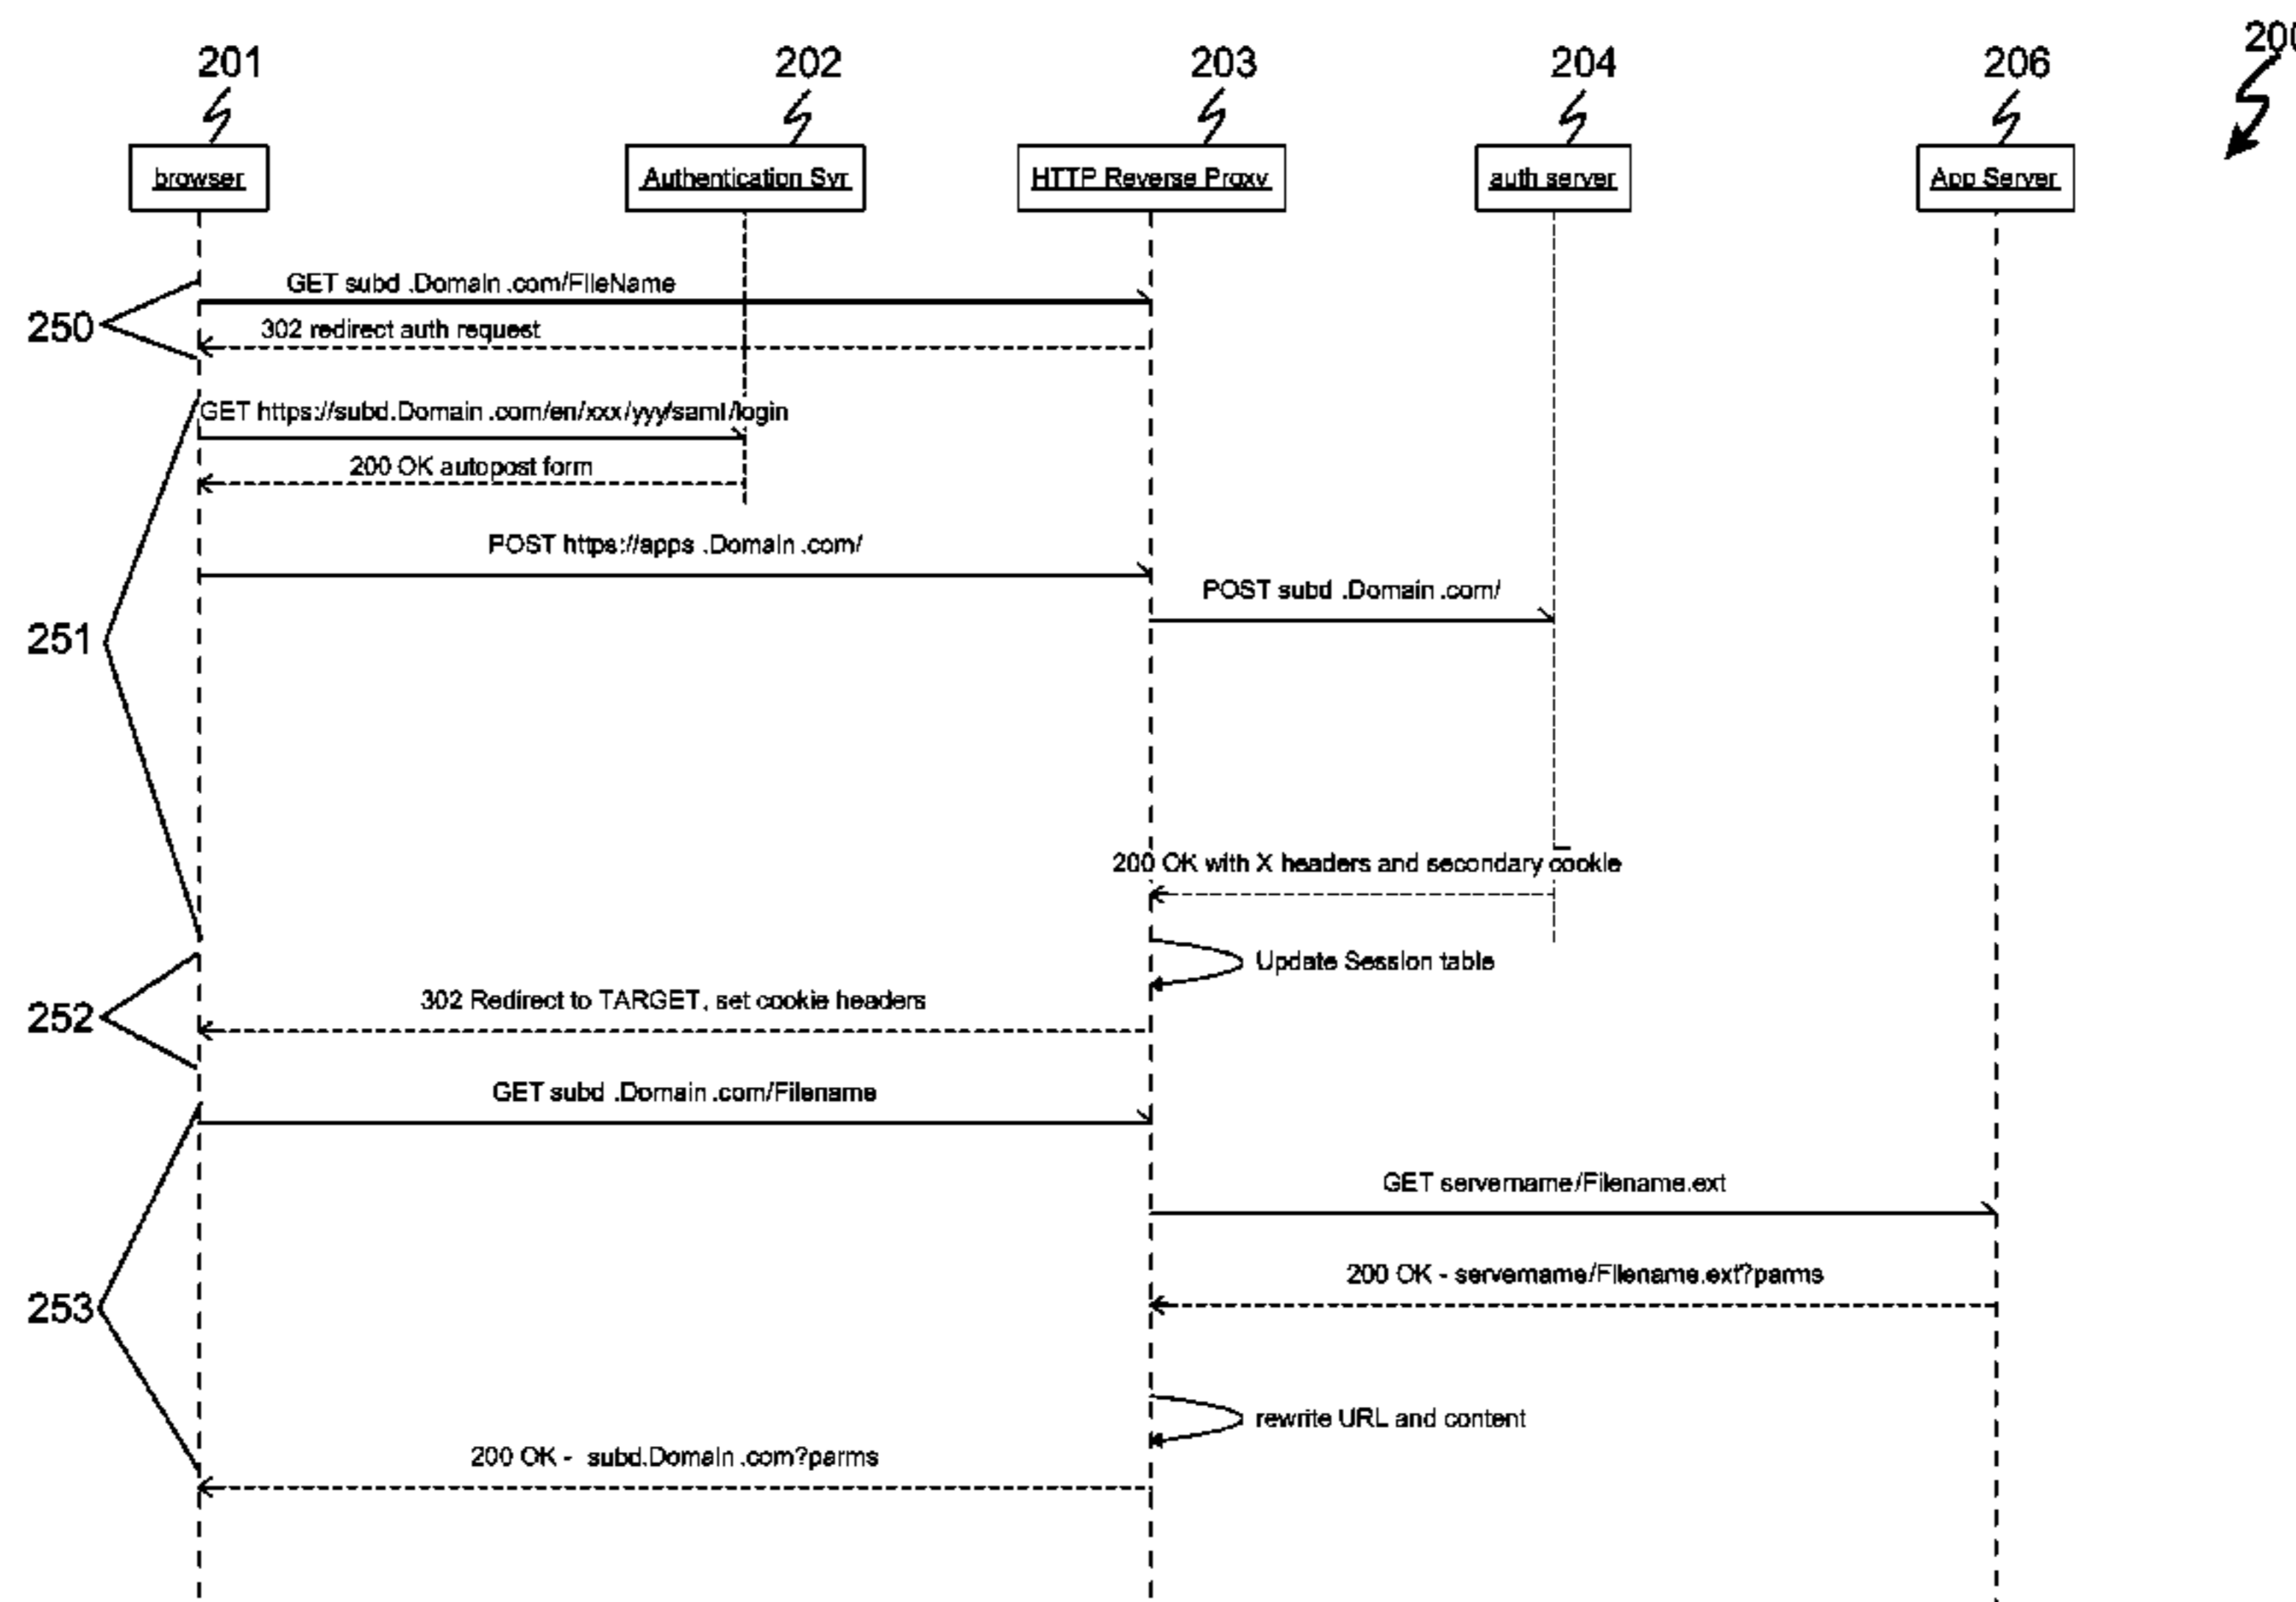 201
202
203
204
206
200
browser
Authentication Svr
HTTP Reverse Proxy
auth server
App Server
GET subd .Domain .com/FileName
250
302 redirect auth request
GET https://subd.Domain .com/en/xxx/yyy/saml/login
200 OK autopost form
POST https://apps .Domain .com/
POST subd .Domain .com/
251
200 OK with X headers and secondary cookie
Update Session table
252
302 Redirect to TARGET, set cookie headers
GET subd .Domain .com/Filename
GET servername/Filename.ext
200 OK - servername/Filename.ext?parms
253
rewrite URL and content
200 OK -  subd.Domain .com?parms